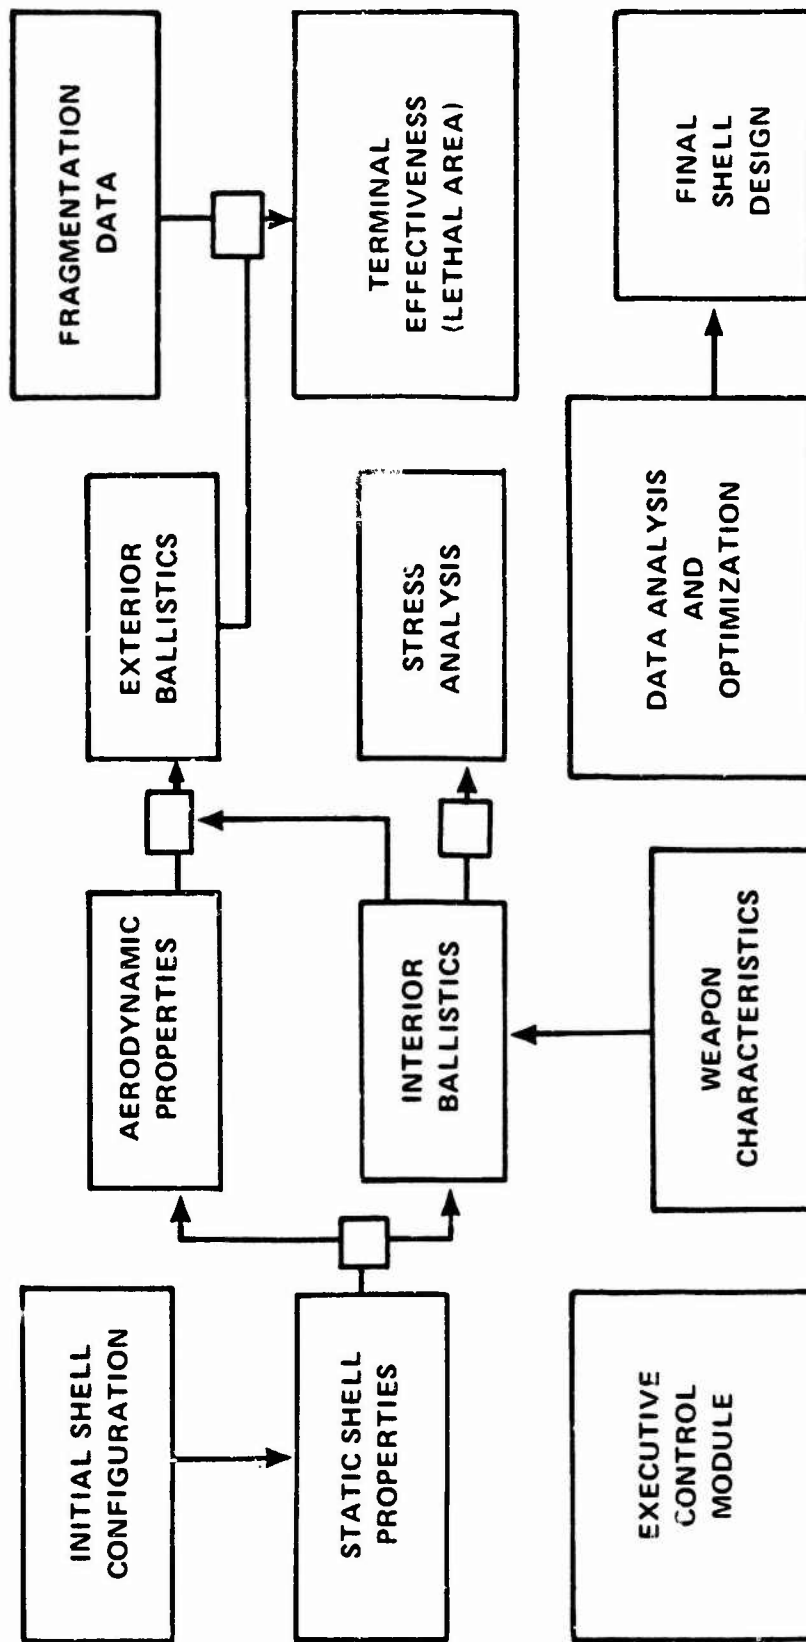 INITIAL SHELL
CONFIGURATION
AERODYNAMIC
PROPERTIES
EXTERIOR
BALLISTICS
FRAGMENTATION
DATA
STATIC SHELL
PROPERTIES
INTERIOR
BALLISTICS
STRESS
ANALYSIS
TERMINAL
EFFECTIVENESS
(LETHAL AREA)
EXECUTIVE
CONTROL
MODULE
WEAPON
CHARACTERISTICS
DATA ANALYSIS
AND
OPTIMIZATION
FINAL
SHELL
DESIGN